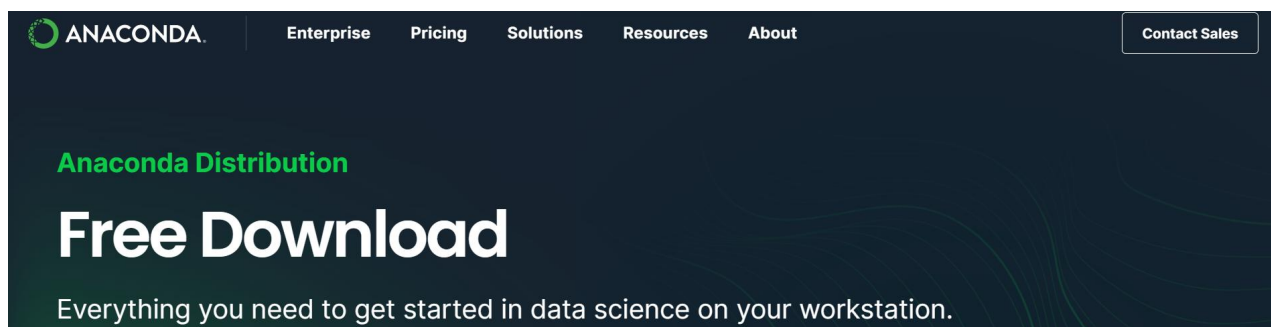 ANACONDA. Enterprise Pricing Solutions Resources About Contact Sales
Anaconda Distribution
Free Download
Everything you need to get started in data science on your workstation.